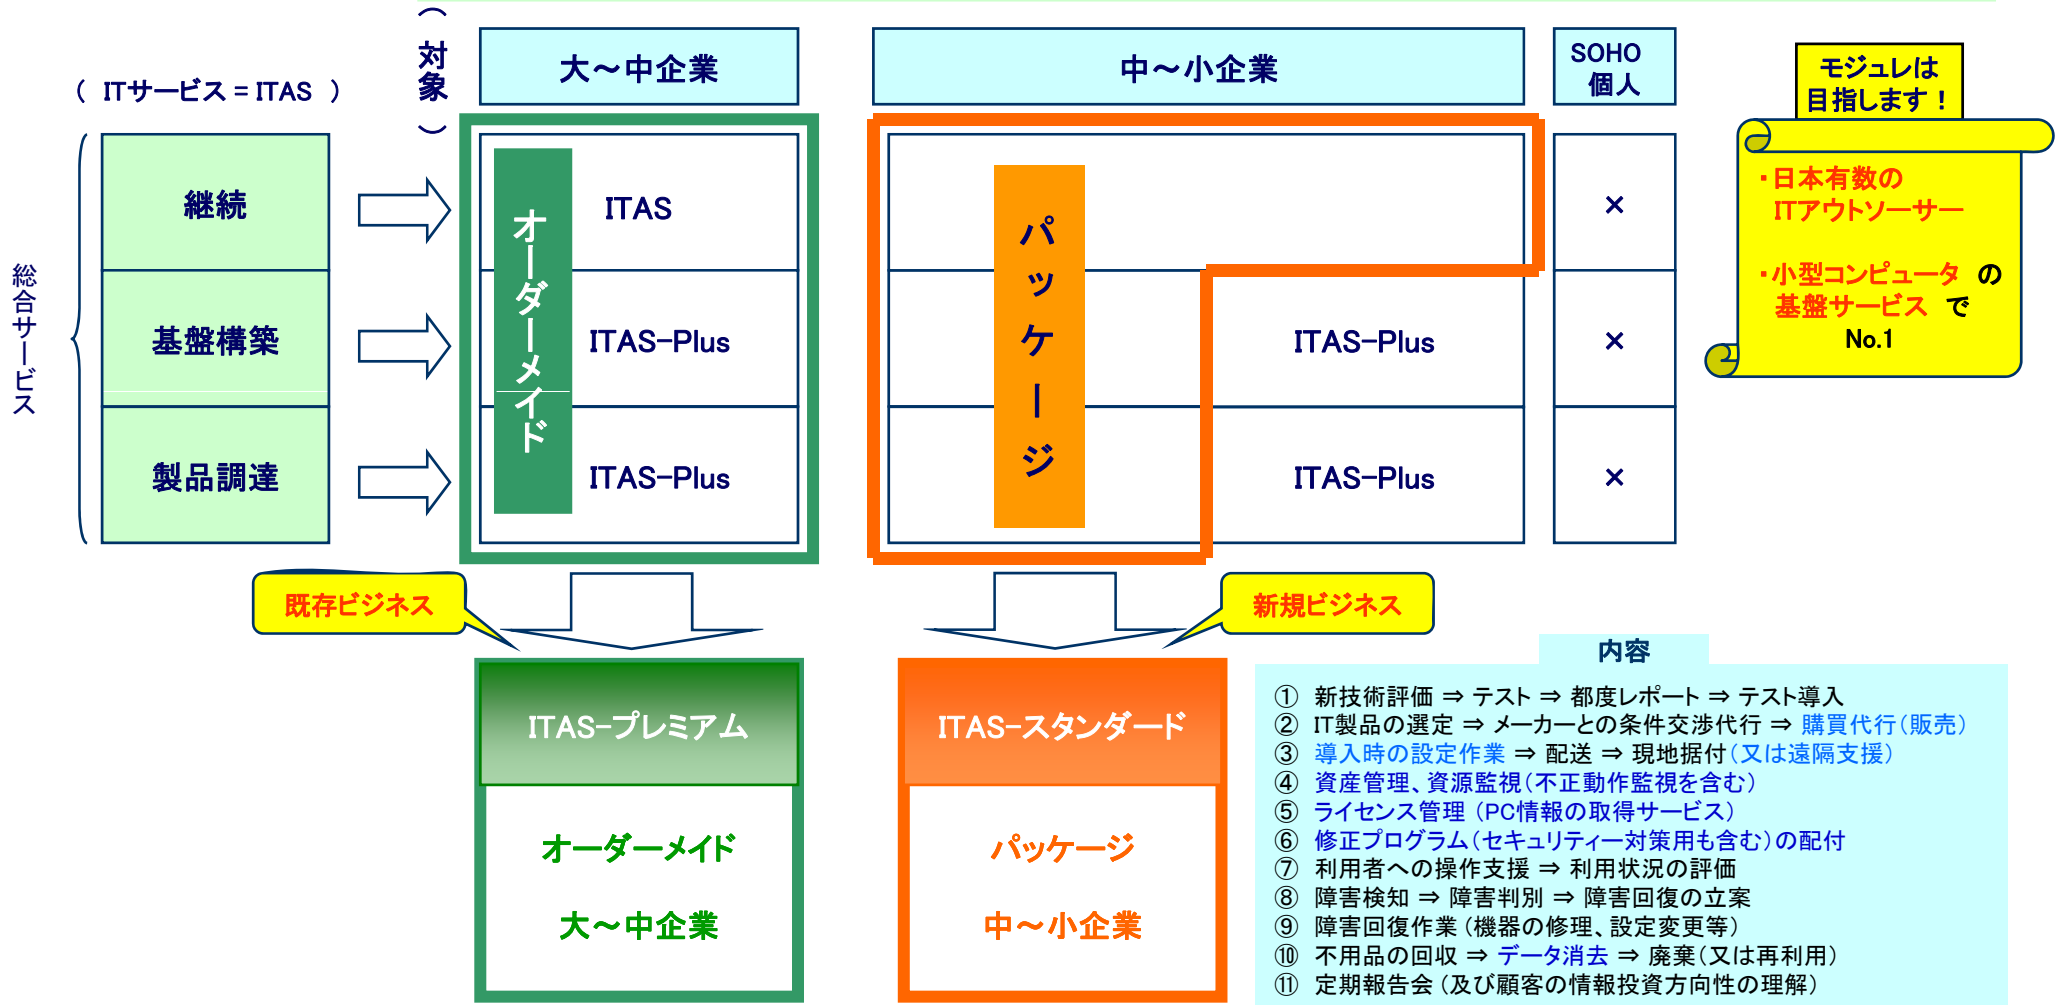 （対象）
大～中企業
中～小企業
SOHO
個人
（ ITサービス = ITAS ）
モジュレは
目指します！
・日本有数の
ITアウトソーサー
・小型コンピュータ の
基盤サービス で
No.1
総合サービス
継続
基盤構築
製品調達
オーダーメイド
ITAS
ITAS-Plus
ITAS-Plus
パッケージ
ITAS-Plus
ITAS-Plus
×
×
×
既存ビジネス
新規ビジネス
ITAS-プレミアム
オーダーメイド
大～中企業
ITAS-スタンダード
パッケージ
中～小企業
内容
① 新技術評価 ⇒ テスト ⇒ 都度レポート ⇒ テスト導入
② IT製品の選定 ⇒ メーカーとの条件交渉代行 ⇒ 購買代行（販売）
③ 導入時の設定作業 ⇒ 配送 ⇒ 現地据付（又は遠隔支援）
④ 資産管理、資源監視（不正動作監視を含む）
⑤ ライセンス管理 （PC情報の取得サービス）
⑥ 修正プログラム（セキュリティー対策用も含む）の配付
⑦ 利用者への操作支援 ⇒ 利用状況の評価
⑧ 障害検知 ⇒ 障害判別 ⇒ 障害回復の立案
⑨ 障害回復作業 （機器の修理、設定変更等）
⑩ 不用品の回収 ⇒ データ消去 ⇒ 廃棄（又は再利用）
⑪ 定期報告会 （及び顧客の情報投資方向性の理解）